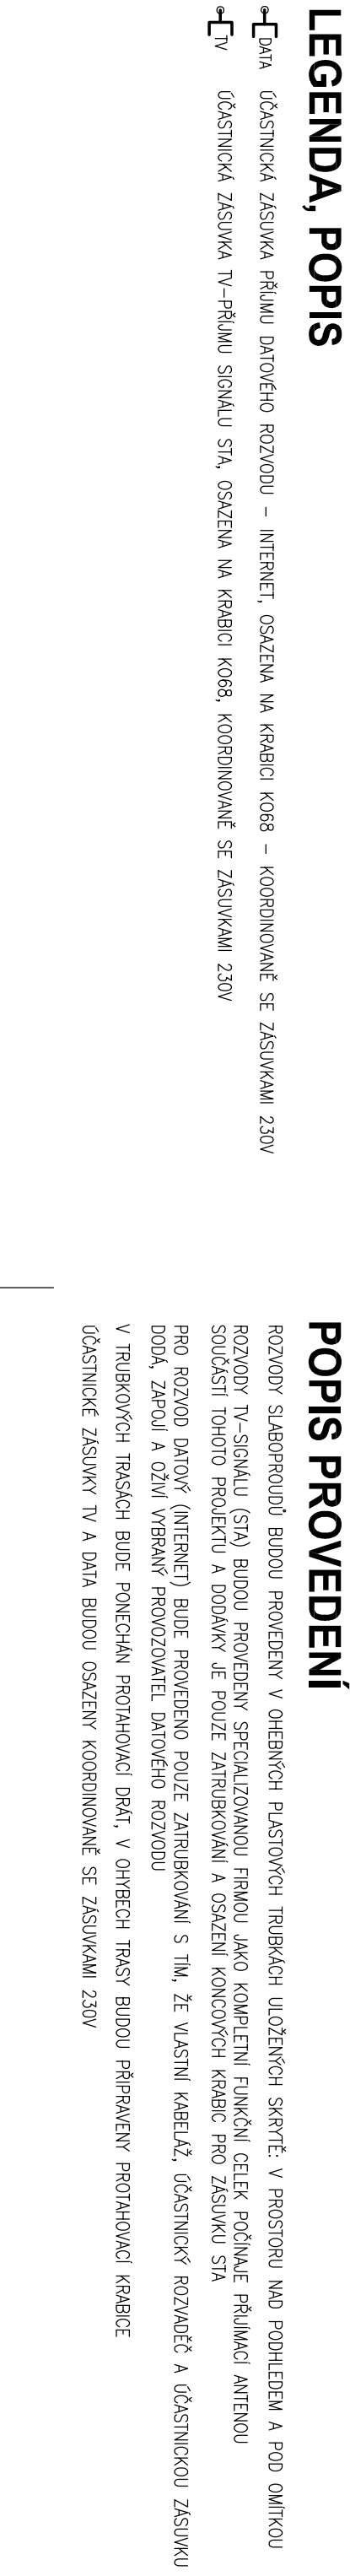 LEGENDA, POPIS
DATA ÚČASTNICKÁ ZÁSUVKA PŘÍJMU DATOVÉHO ROZVODU – INTERNET, OSAZENA NA KRABICI KO68 – KOORDINOVANĚ SE ZÁSUVKAMI 230V
TV ÚČASTNICKÁ ZÁSUVKA TV–PŘÍJMU SIGNÁLU STA, OSAZENA NA KRABICI KO68, KOORDINOVANĚ SE ZÁSUVKAMI 230V
POPIS PROVEDENÍ
ROZVODY SLABOPROUDŮ BUDOU PROVEDENY V OHEBNÝCH PLASTOVÝCH TRUBKÁCH ULOŽENÝCH SKRYTĚ: V PROSTORU NAD PODHLEDEM A POD OMÍTKOU
ROZVODY TV–SIGNÁLU (STA) BUDOU PROVEDENY SPECIALIZOVANOU FIRMOU JAKO KOMPLETNÍ FUNKČNÍ CELEK POČÍNAJE PŘIJÍMACÍ ANTENOU
SOUČÁSTÍ TOHOTO PROJEKTU A DODÁVKY JE POUZE ZATRUBKOVÁNÍ A OSAZENÍ KONCOVÝCH KRABIC PRO ZÁSUVKU STA
PRO ROZVOD DATOVÝ (INTERNET) BUDE PROVEDENO POUZE ZATRUBKOVÁNÍ S TÍM, ŽE VLASTNÍ KABELÁŽ, ÚČASTNICKÝ ROZVADĚČ A ÚČASTNICKOU ZÁSUVKU
DODÁ, ZAPOJÍ A OŽIVÍ VYBRANÝ PROVOZOVATEL DATOVÉHO ROZVODU
V TRUBKOVÝCH TRASÁCH BUDE PONECHÁN PROTAHOVACÍ DRÁT, V OHYBECH TRASY BUDOU PŘIPRAVENY PROTAHOVACÍ KRABICE
ÚČASTNICKÉ ZÁSUVKY TV A DATA BUDOU OSAZENY KOORDINOVANĚ SE ZÁSUVKAMI 230V